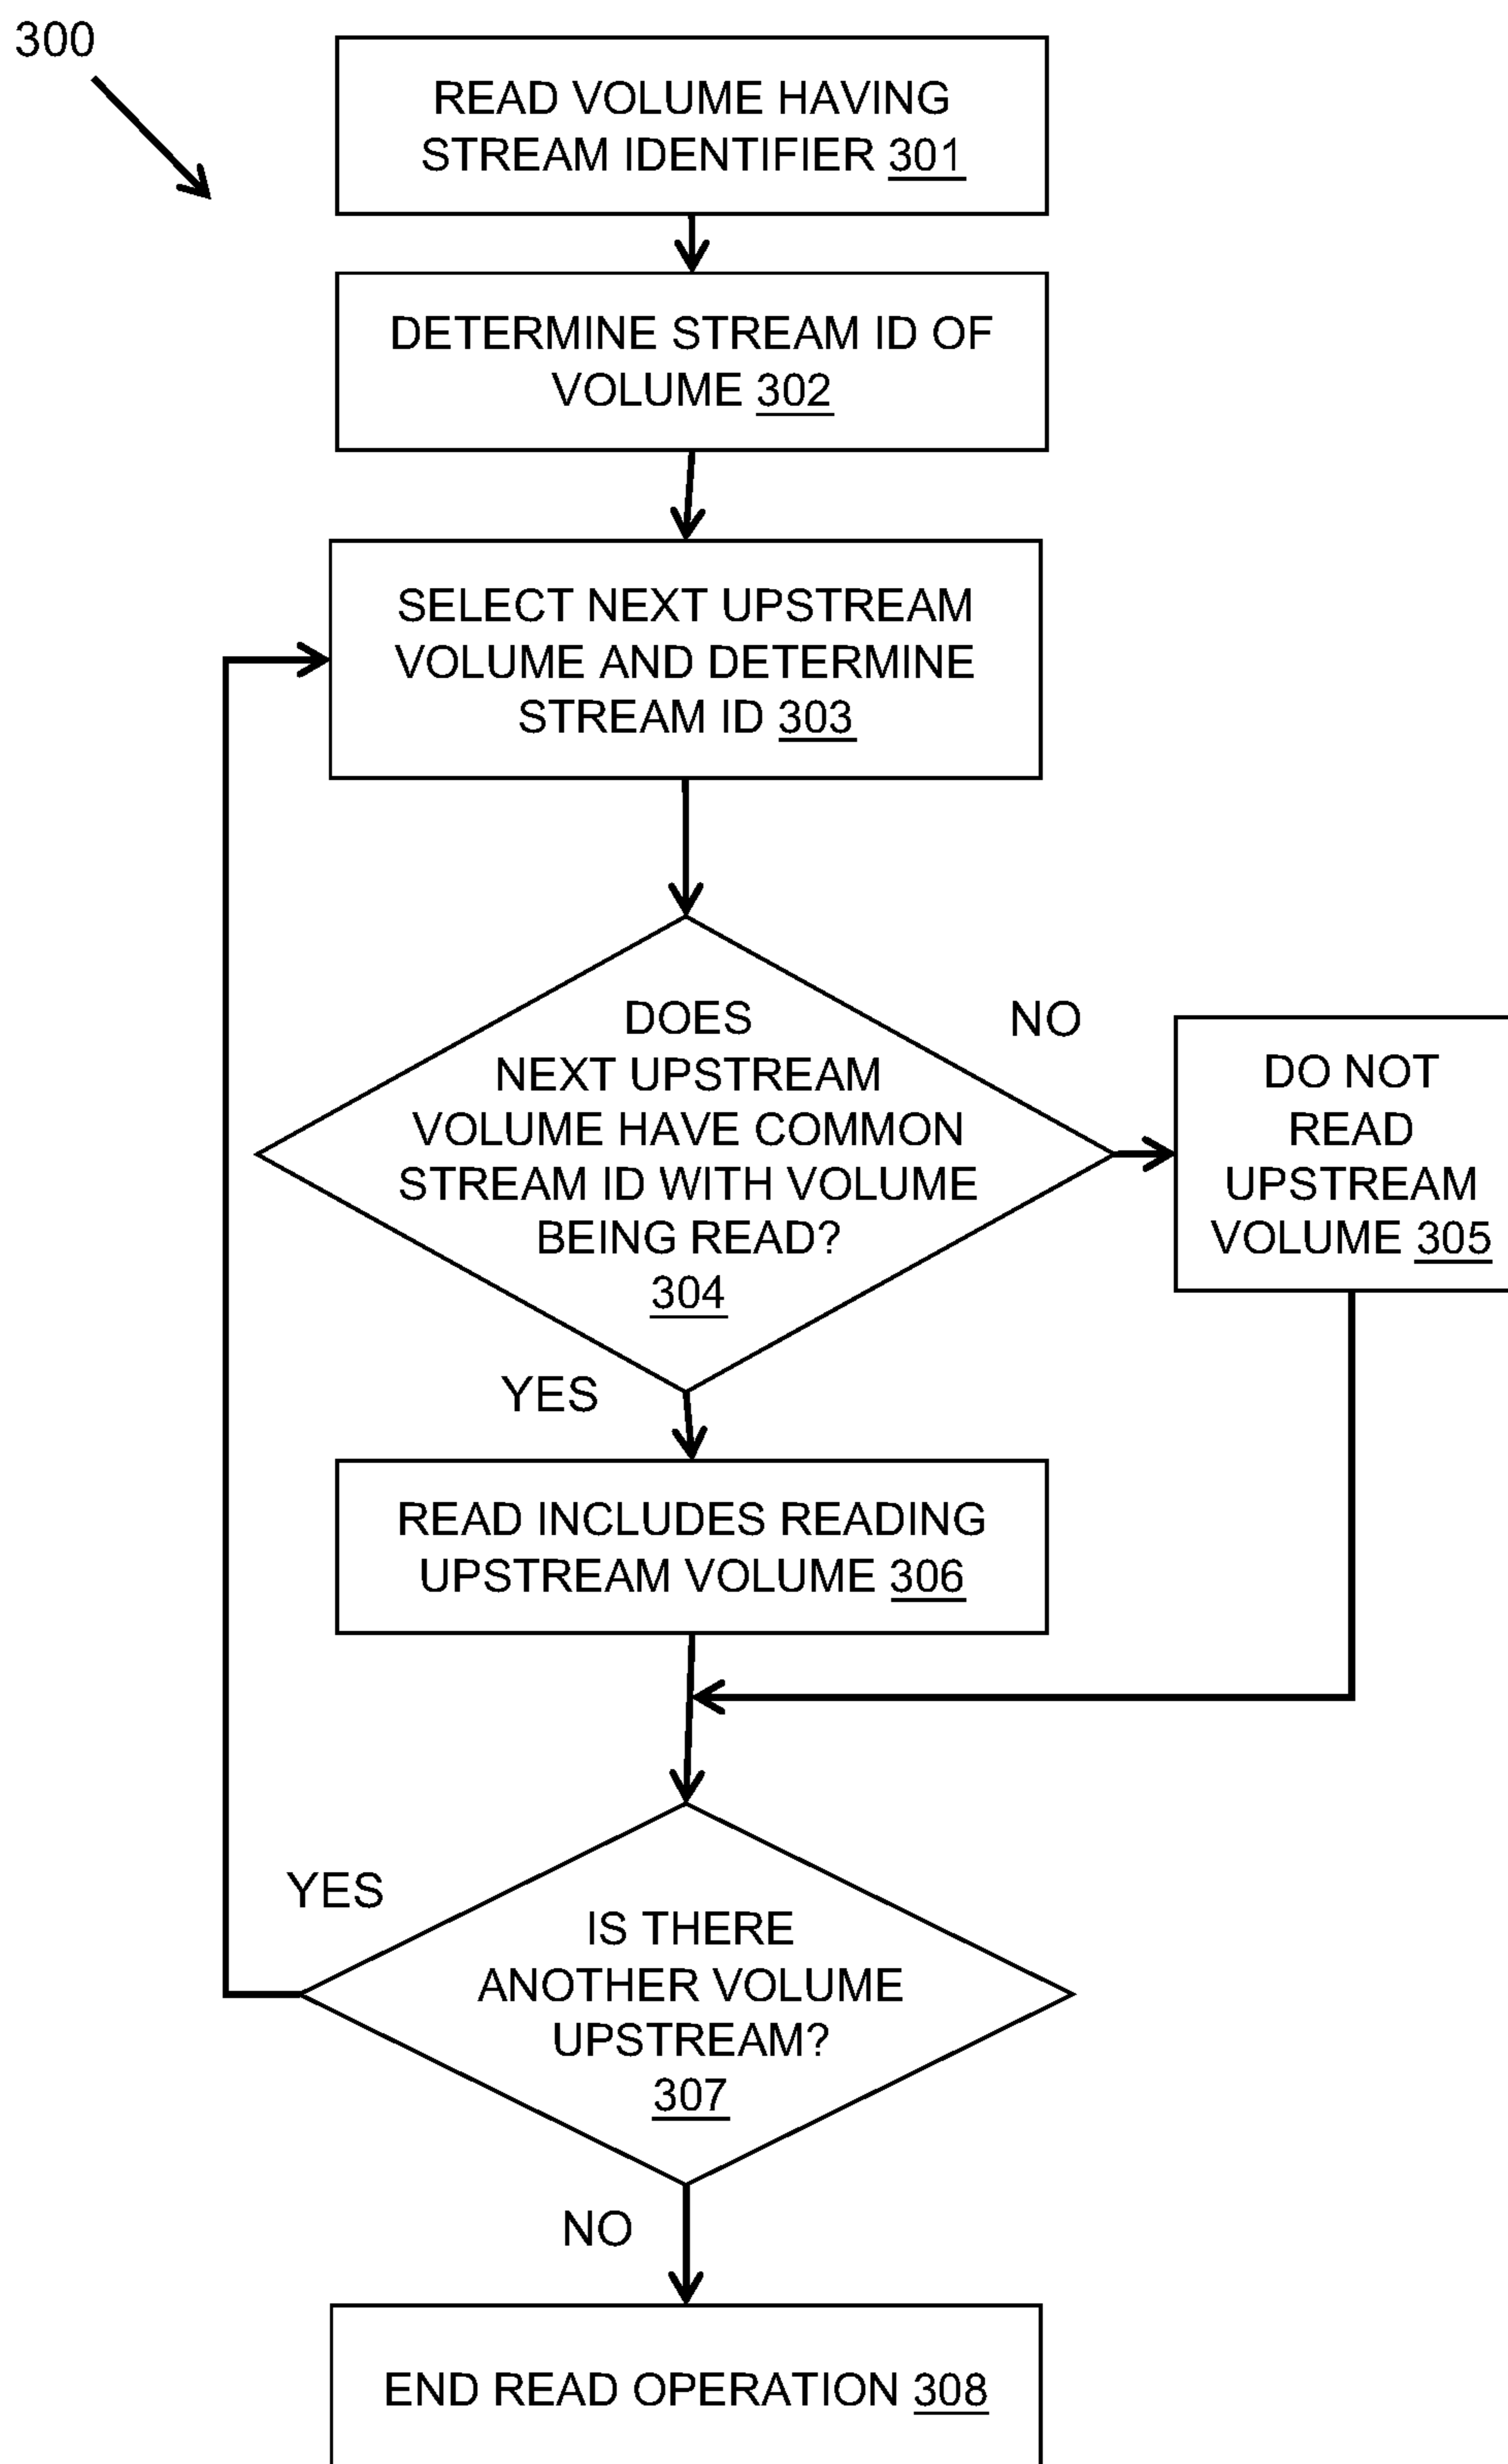 300
READ VOLUME HAVING
STREAM IDENTIFIER 301
DETERMINE STREAM ID OF
VOLUME 302
SELECT NEXT UPSTREAM
VOLUME AND DETERMINE
STREAM ID 303
DOES
NEXT UPSTREAM
VOLUME HAVE COMMON
STREAM ID WITH VOLUME
BEING READ?
304
NO
DO NOT
READ
UPSTREAM
VOLUME 305
YES
READ INCLUDES READING
UPSTREAM VOLUME 306
YES
IS THERE
ANOTHER VOLUME
UPSTREAM?
307
NO
END READ OPERATION 308